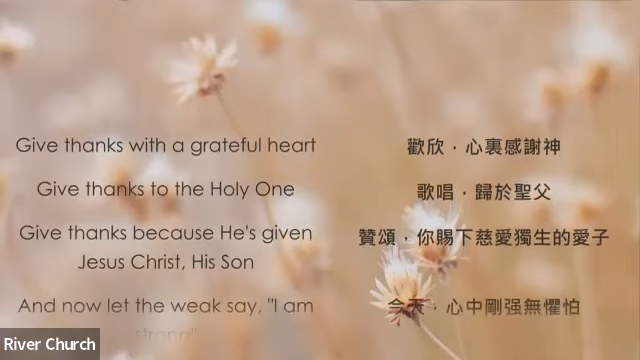 Give thanks with a grateful heart
Give thanks to the Holy One
Give thanks because He's given
Jesus Christ, His Son
And now let the weak say, "I am
strong"
歡欣，心裏感謝神
歌唱，歸於聖父
贊頌，你賜下慈愛獨生的愛子
今天，心中剛强無懼怕
River Church